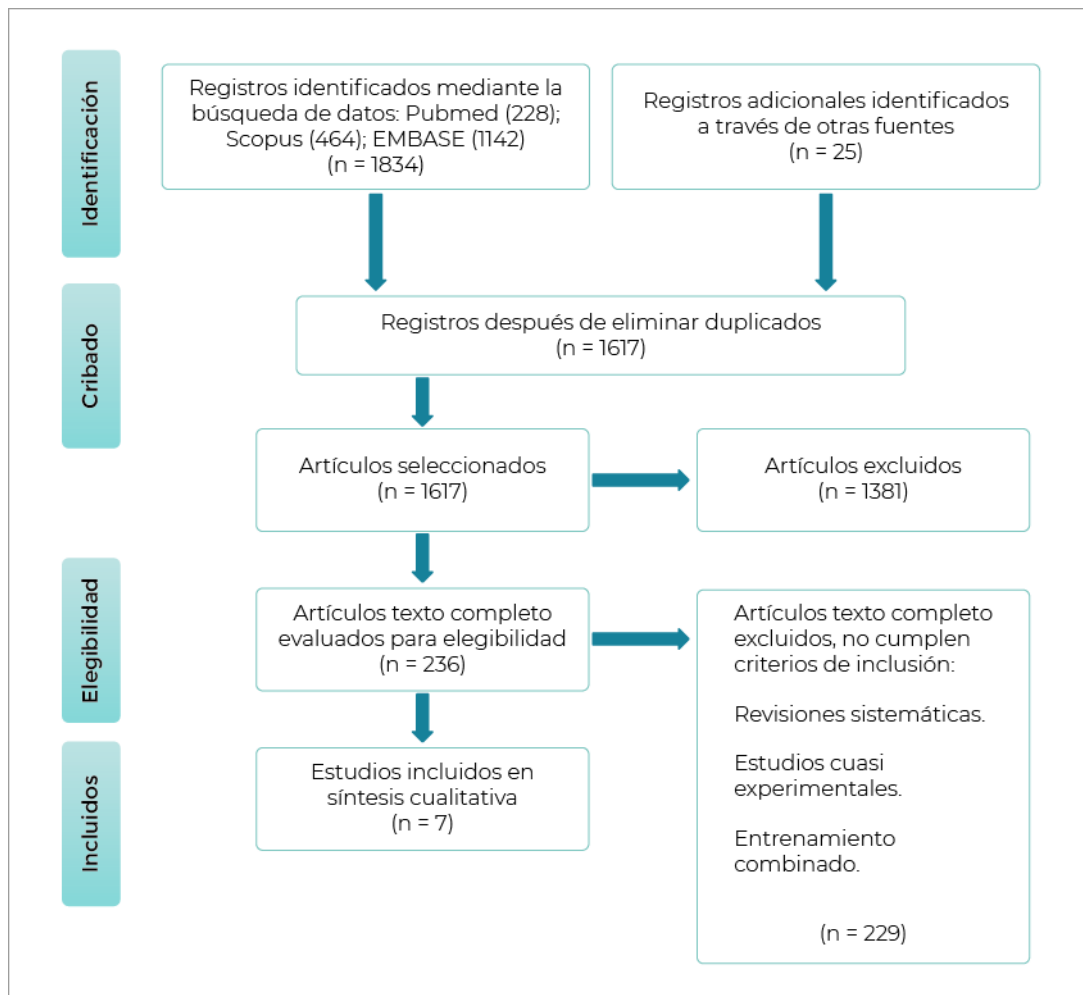 Identificación
Registros identificados mediante la
búsqueda de datos: Pubmed (228);
Scopus (464); EMBASE (1142)
(n = 1834)
Registros adicionales identificados
a través de otras fuentes
(n = 25)
Cribado
Registros después de eliminar duplicados
(n = 1617)
Artículos seleccionados
(n = 1617)
Artículos excluidos
(n = 1381)
Elegibilidad
Artículos texto completo
evaluados para elegibilidad
(n = 236)
Artículos texto completo
excluidos, no cumplen
criterios de inclusión:
Revisiones sistemáticas.
Estudios cuasi
experimentales.
Entrenamiento
combinado.
(n = 229)
Incluidos
Estudios incluidos en
síntesis cualitativa
(n = 7)